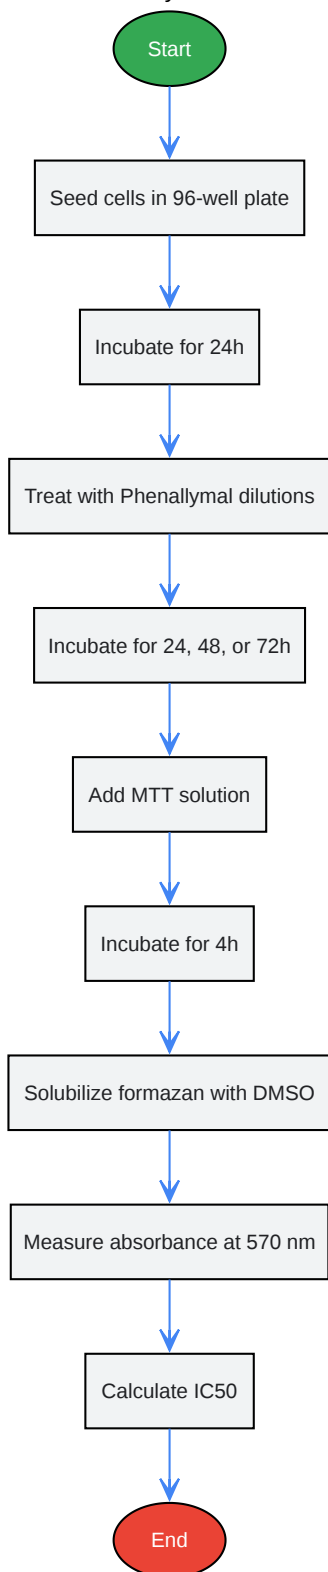 Start
Seed cells in 96-well plate
Incubate for 24h
Treat with Phenallymal dilutions
Incubate for 24, 48, or 72h
Add MTT solution
Incubate for 4h
Solubilize formazan with DMSO
Measure absorbance at 570 nm
Calculate IC50
End